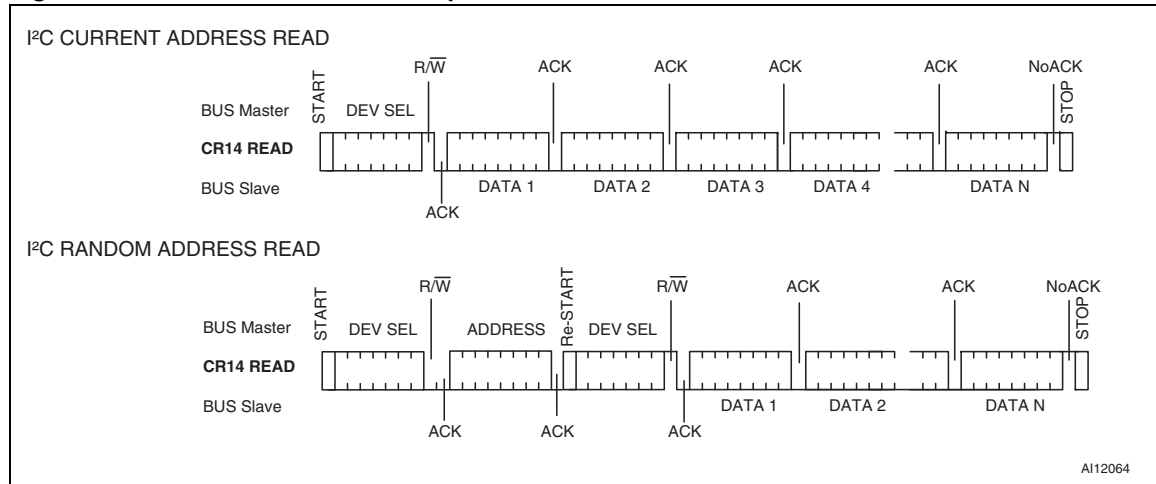 I²C CURRENT ADDRESS READ
R/W̅ ACK ACK ACK ACK NoACK
START STOP
BUS Master DEV SEL
CR14 READ
BUS Slave DATA 1 DATA 2 DATA 3 DATA 4 DATA N
ACK
I²C RANDOM ADDRESS READ
R/W̅ R/W̅ ACK ACK NoACK
START Re-START STOP
BUS Master DEV SEL ADDRESS DEV SEL
CR14 READ
BUS Slave DATA 1 DATA 2 DATA N
ACK ACK ACK
AI12064